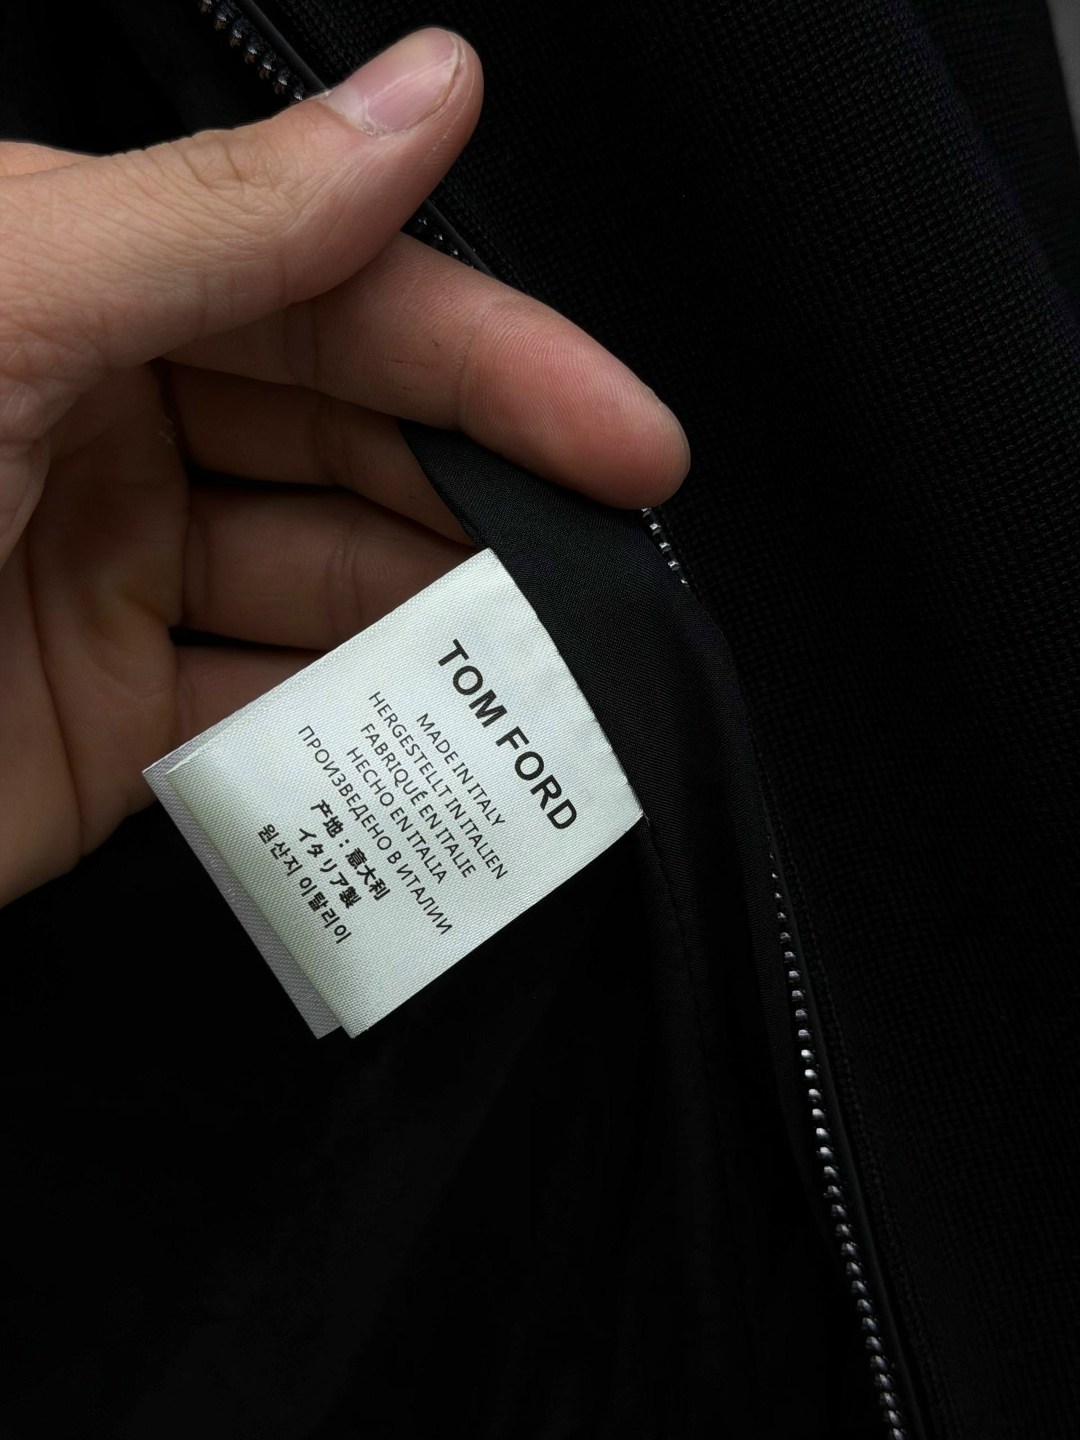 TOM FORD
MADE IN ITALY
HERGESTELLT IN ITALIEN
FABRIQUÉ EN ITALIE
HECHO EN ITALIA
ПРОИЗВЕДЕНО В ИТАЛИИ
产地：意大利
イタリア製
원산지 이탈리아